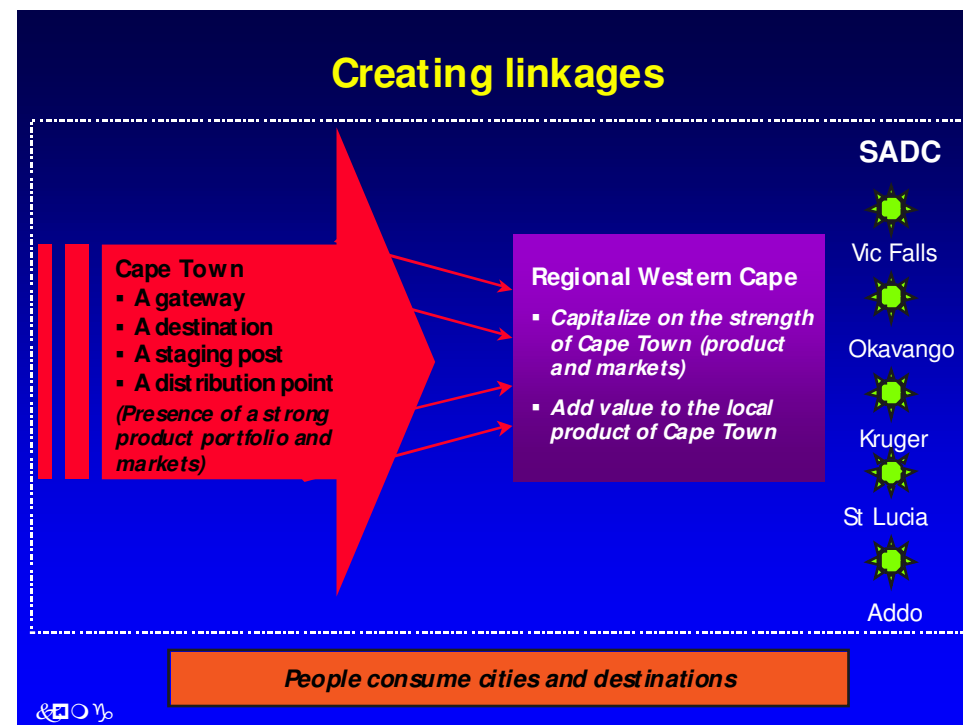 Creating linkages
SADC
Vic Falls
Okavango
Kruger
St Lucia
Addo
Cape Town
▪ A gateway
▪ A destination
▪ A staging post
▪ A distribution point
(Presence of a strong
product portfolio and
markets)
Regional Western Cape
▪ Capitalize on the strength
of Cape Town (product
and markets)
▪ Add value to the local
product of Cape Town
People consume cities and destinations